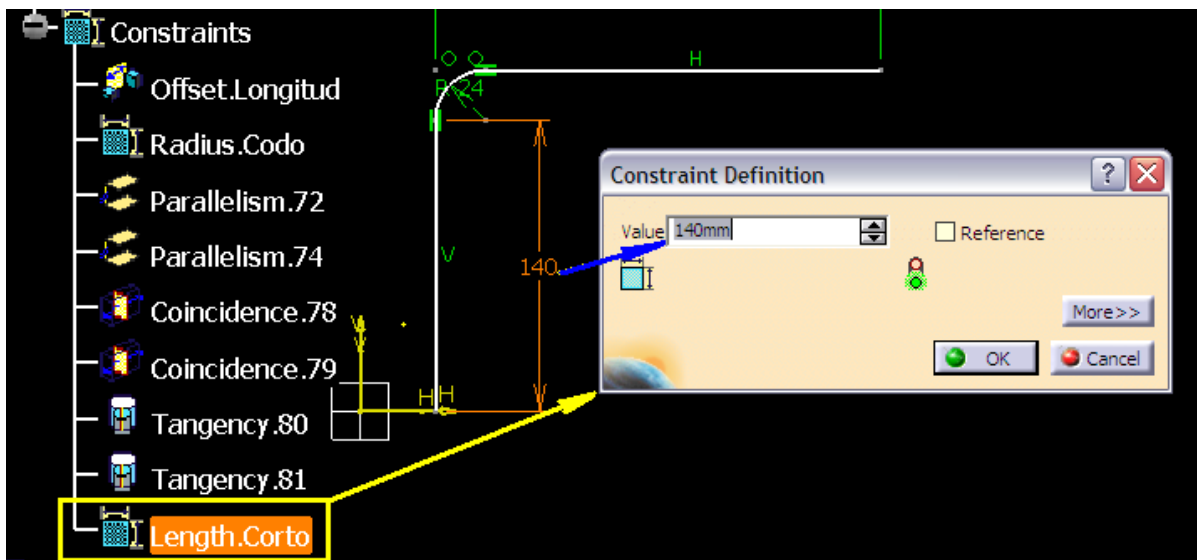 Constraints
Offset.Longitud
Radius.Codo
Parallelism.72
Parallelism.74
Coincidence.78
Coincidence.79
Tangency.80
Tangency.81
Length.Corto
H
R 24
V
140
V
H H
Constraint Definition
?
Value 140mm
Reference
More>>
OK
Cancel